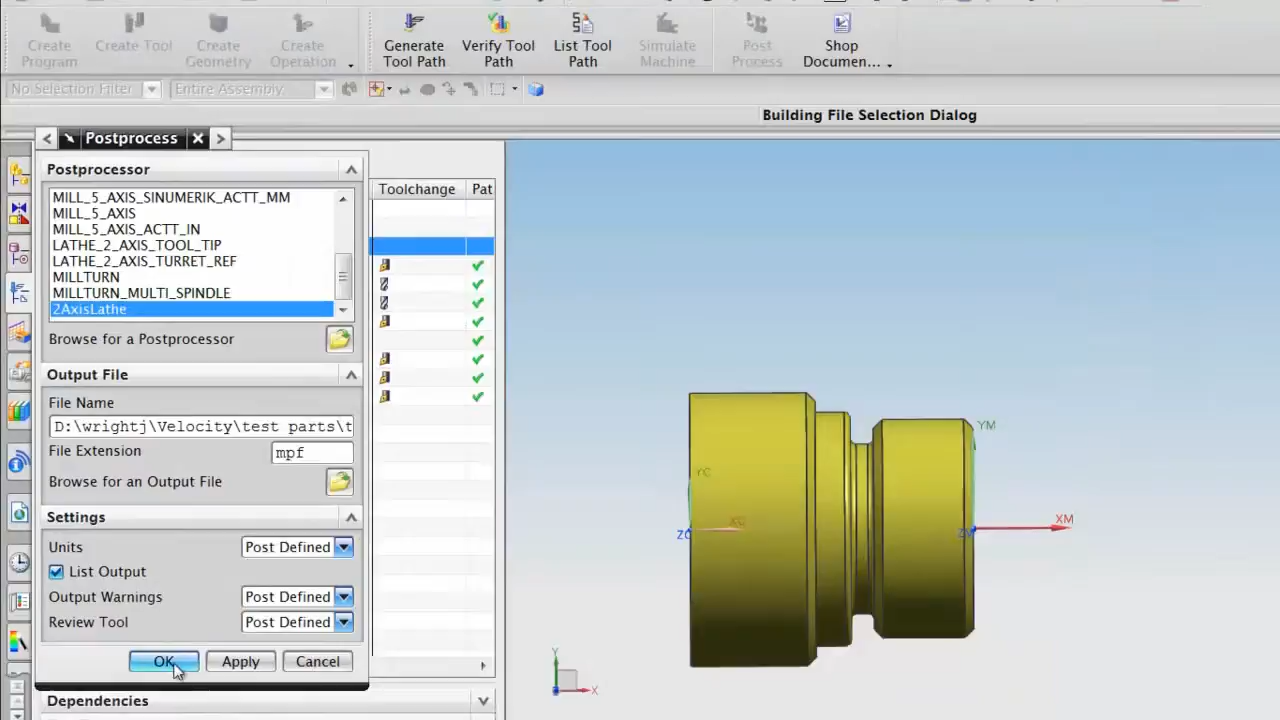 Create Program
Create Tool
Create Geometry
Create Operation
Generate Tool Path
Verify Tool Path
List Tool Path
Simulate Machine
Post Process
Shop Documen...
No Selection Filter
Entire Assembly
Building File Selection Dialog
Postprocess
Postprocessor
MILL_5_AXIS_SINUMERIK_ACTT_MM
MILL_5_AXIS
MILL_5_AXIS_ACTT_IN
LATHE_2_AXIS_TOOL_TIP
LATHE_2_AXIS_TURRET_REF
MILLTURN
MILLTURN_MULTI_SPINDLE
2AxisLathe
Browse for a Postprocessor
Output File
File Name
D:\wrightj\Velocity\test parts\t
File Extension
mpf
Browse for an Output File
Settings
Units
Post Defined
List Output
Output Warnings
Post Defined
Review Tool
Post Defined
OK
Apply
Cancel
Dependencies
Toolchange
Pat
YM
XM
YC
XC
Y
X